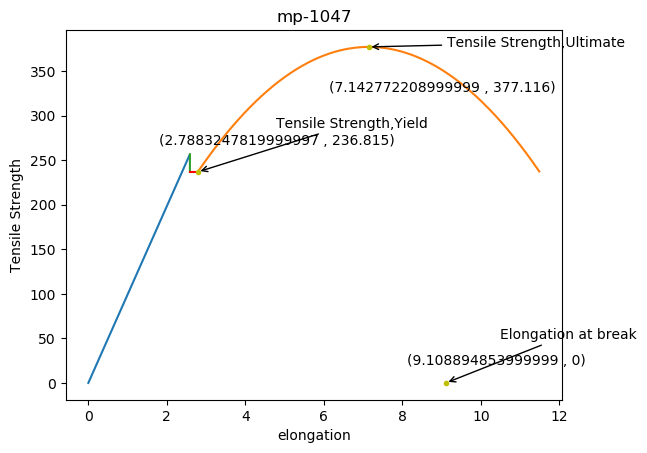 mp-1047
Tensile Strength,Ultimate
(7.142772208999999 , 377.116)
Tensile Strength,Yield
(2.7883247819999997 , 236.815)
Elongation at break
(9.108894853999999 , 0)
Tensile Strength
350
300
250
200
150
100
50
0
0 2 4 6 8 10 12
elongation